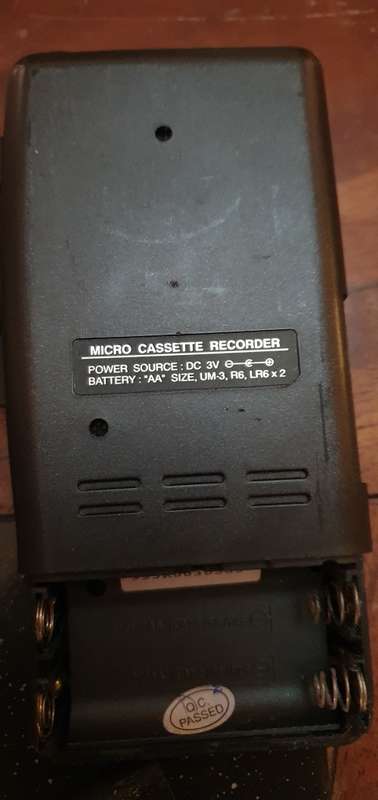 MICRO CASSETTE RECORDER
POWER SOURCE : DC 3V
BATTERY : "AA" SIZE, UM-3, R6, LR6 x 2
Q.C.
PASSED